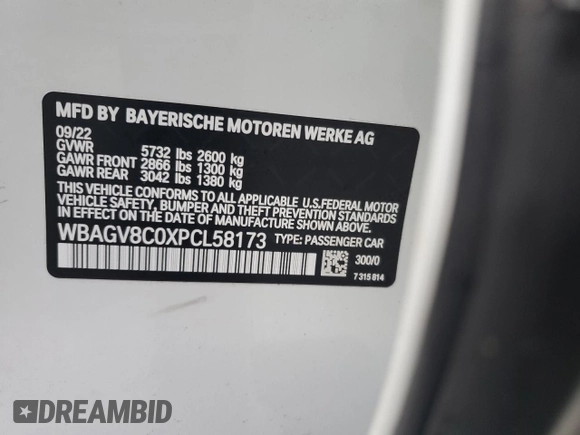 MFD BY BAYERISCHE MOTOREN WERKE AG
09/22
GVWR 5732 lbs 2600 kg
GAWR FRONT 2866 lbs 1300 kg
GAWR REAR 3042 lbs 1380 kg
THIS VEHICLE CONFORMS TO ALL APPLICABLE U.S.FEDERAL MOTOR
VEHICLE SAFETY, BUMPER AND THEFT PREVENTION STANDARDS
IN EFFECT ON THE DATE OF MANUFACTURE SHOWN ABOVE.
WBAGV8C0XPCL58173 TYPE: PASSENGER CAR
300/0
7 315 814
DREAMBID